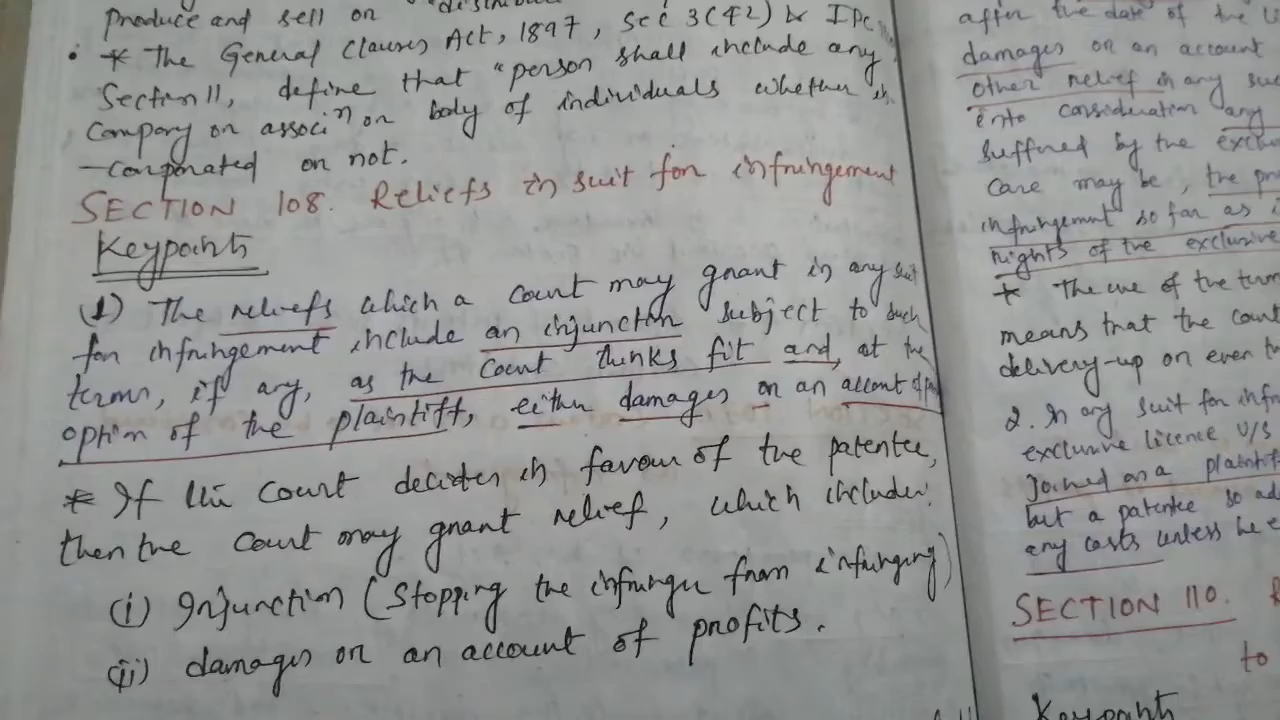 produce and sell on
* The General Clauses Act, 1897, Sec 3(42) & IPC
Section 11, define that "person shall include any
Company or associⁿ or body of individuals whether in
-corporated or not.
SECTION 108. Reliefs in suit for infringement
Keypoints
(1) The reliefs which a court may grant in any suit
for infringement include an injunction subject to such
terms, if any, as the court thinks fit and, at the
option of the plaintiff, either damages or an account of
* If the court decides in favour of the patentee,
then the court may grant relief, which includes:
(i) Injunction (Stopping the infringer from infringing)
(ii) damages or an account of profits.
after the date of the
damages or an account
other relief in any
into consideration any
suffered by the
case may be, the
infringement so far as
rights of the exclusive
* The use of the term
means that the court
delivery-up or even
2. In any suit for
exclusive licence U/S
joined as a plaintiff
but a patentee so
any costs unless he
SECTION 110.
to
Keypoints